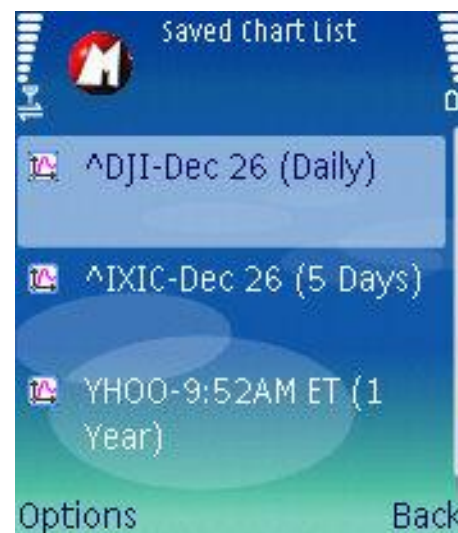 Saved Chart List
^DJI-Dec 26 (Daily)
^IXIC-Dec 26 (5 Days)
YHOO-9:52AM ET (1
Year)
Options
Back